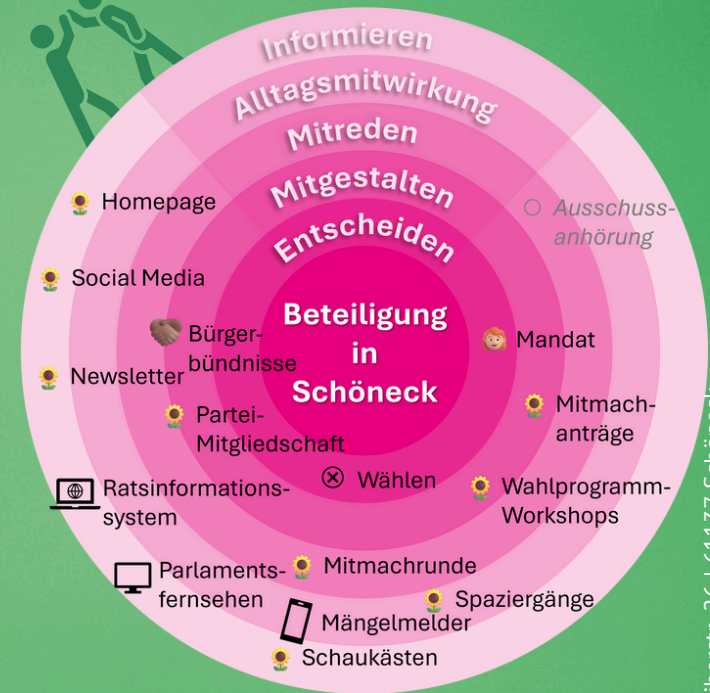 Informieren
Alltagsmitwirkung
Mitreden
Mitgestalten
Entscheiden
Beteiligung
in
Schöneck
Homepage
Social Media
Bürger-
bündnisse
Newsletter
Partei-
Mitgliedschaft
Ausschuss-
anhörung
Mandat
Mitmach-
anträge
Wählen
Wahlprogramm-
Workshops
Ratsinformations-
system
Parlaments-
fernsehen
Mitmachrunde
Spaziergänge
Mängelmelder
Schaukästen